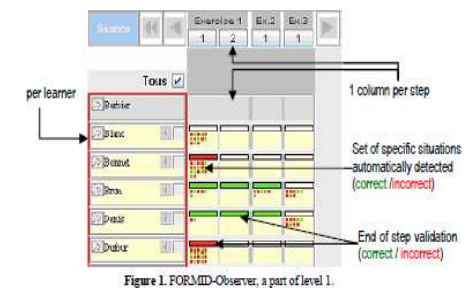 Séance
Exercice 1 Ex.2 Ex.3
1 2 1 1
Tous
per learner
1 column per step
Barbier
Blanc
Bonnet
Bron
Denis
Dufour
Set of specific situations
automatically detected
(correct /incorrect)
End of step validation
(correct / incorrect)
Figure 1. FORMID-Observer, a part of level 1.